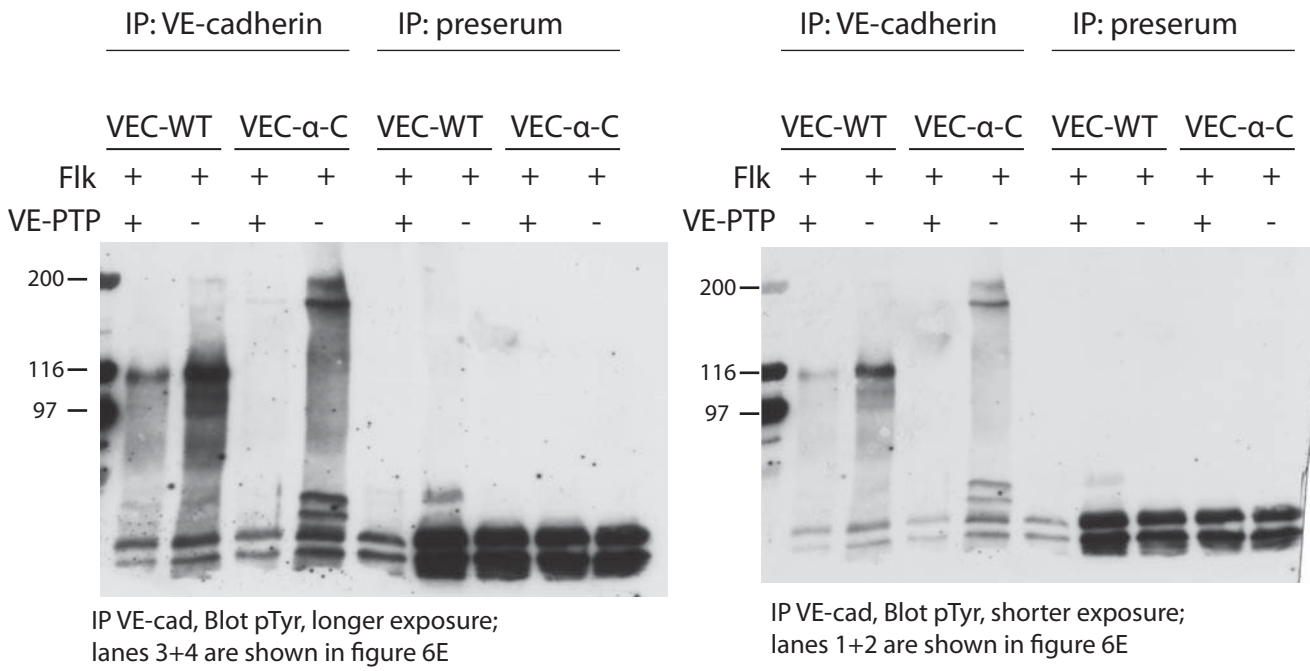 IP: VE-cadherin IP: preserum
VEC-WT VEC-α-C VEC-WT VEC-α-C
Flk + + + + + + + +
VE-PTP + - + - + - + -
200
116
97
IP VE-cad, Blot pTyr, longer exposure;
lanes 3+4 are shown in figure 6E
IP: VE-cadherin IP: preserum
VEC-WT VEC-α-C VEC-WT VEC-α-C
Flk + + + + + + + +
VE-PTP + - + - + - + -
200
116
97
IP VE-cad, Blot pTyr, shorter exposure;
lanes 1+2 are shown in figure 6E